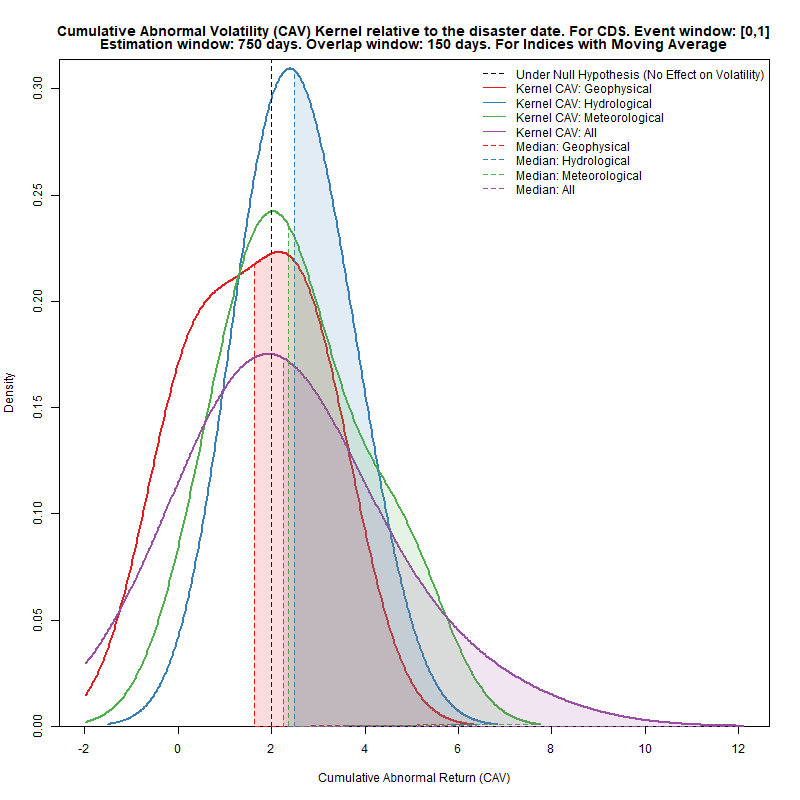 Cumulative Abnormal Volatility (CAV) Kernel relative to the disaster date. For CDS. Event window: [0,1]
Estimation window: 750 days. Overlap window: 150 days. For Indices with Moving Average
Under Null Hypothesis (No Effect on Volatility)
Kernel CAV: Geophysical
Kernel CAV: Hydrological
Kernel CAV: Meteorological
Kernel CAV: All
Median: Geophysical
Median: Hydrological
Median: Meteorological
Median: All
0.30
0.25
0.20
0.15
0.10
0.05
0.00
Density
-2 0 2 4 6 8 10 12
Cumulative Abnormal Return (CAV)